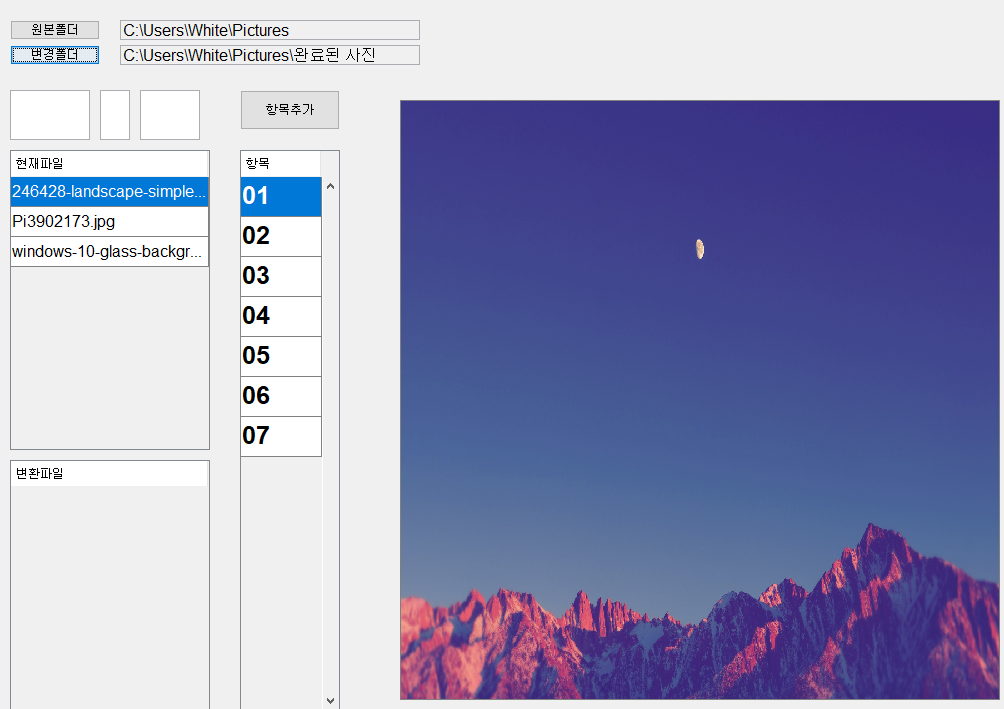 원본폴더 C:\Users\White\Pictures
변경폴더 C:\Users\White\Pictures\완료된 사진
항목추가
현재파일
246428-landscape-simple...
Pi3902173.jpg
windows-10-glass-backgr...
변환파일
항목
01
02
03
04
05
06
07